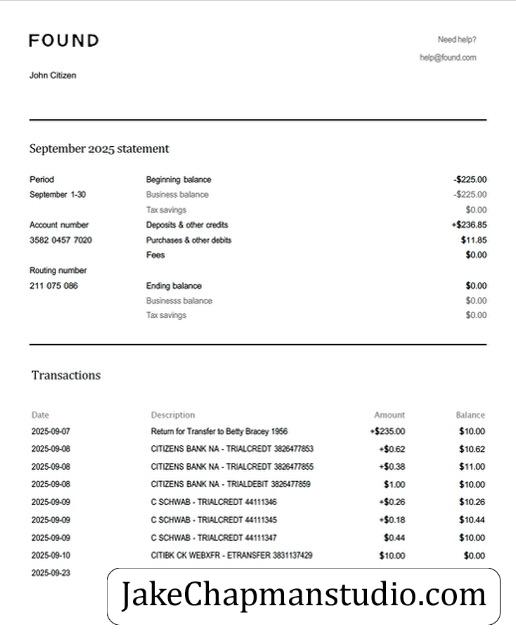 FOUND
Need help?
help@found.com
John Citizen
September 2025 statement
Period Beginning balance -$225.00
September 1-30 Business balance -$225.00
Tax savings $0.00
Account number Deposits & other credits +$236.85
3582 0457 7020 Purchases & other debits $11.85
Fees $0.00
Routing number
211 075 086 Ending balance $0.00
Businesss balance $0.00
Tax savings $0.00
Transactions
Date Description Amount Balance
2025-09-07 Return for Transfer to Betty Bracey 1956 +$235.00 $10.00
2025-09-08 CITIZENS BANK NA - TRIALCREDT 3826477853 +$0.62 $10.62
2025-09-08 CITIZENS BANK NA - TRIALCREDT 3826477855 +$0.38 $11.00
2025-09-08 CITIZENS BANK NA - TRIALDEBIT 3826477859 $1.00 $10.00
2025-09-09 C SCHWAB - TRIALCREDT 44111346 +$0.26 $10.26
2025-09-09 C SCHWAB - TRIALCREDT 44111345 +$0.18 $10.44
2025-09-09 C SCHWAB - TRIALCREDT 44111347 $0.44 $10.00
2025-09-10 CITIBK CK WEBXFR - ETRANSFER 3831137429 $10.00 $0.00
2025-09-23
JakeChapmanstudio.com